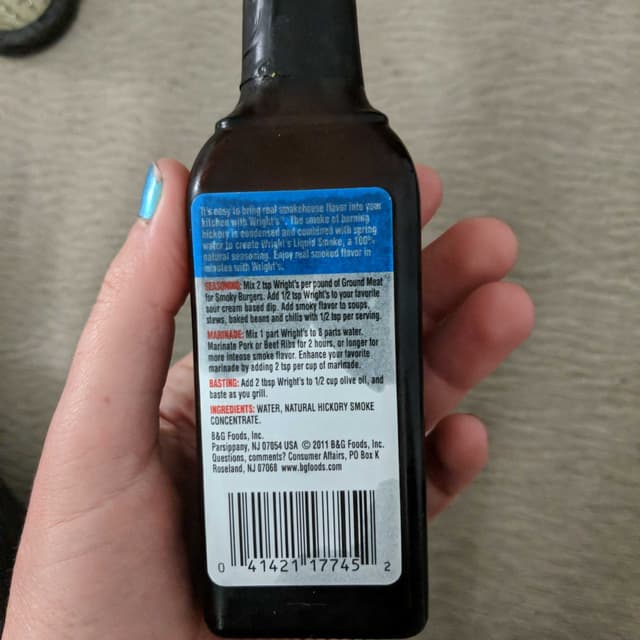 It's easy to bring real smokehouse flavor into your
kitchen with Wright's®. The smoke of burning
hickory is condensed and combined with spring
water to create Wright's Liquid Smoke, a 100%
natural seasoning. Enjoy real smoked flavor in
minutes with Wright's.
SEASONING: Mix 2 tsp Wright's per pound of Ground Meat
for Smoky Burgers. Add 1/2 tsp Wright's to your favorite
sour cream based dip. Add smoky flavor to soups,
stews, baked beans and chilis with 1/2 tsp per serving.
MARINADE: Mix 1 part Wright's to 8 parts water.
Marinate Pork or Beef Ribs for 2 hours, or longer for
more intense smoke flavor. Enhance your favorite
marinade by adding 2 tsp per cup of marinade.
BASTING: Add 2 tbsp Wright's to 1/2 cup olive oil, and
baste as you grill.
INGREDIENTS: WATER, NATURAL HICKORY SMOKE
CONCENTRATE.
B&G Foods, Inc.
Parsippany, NJ 07054 USA © 2011 B&G Foods, Inc.
Questions, comments? Consumer Affairs, PO Box K
Roseland, NJ 07068 www.bgfoods.com
0 41421 17745 2